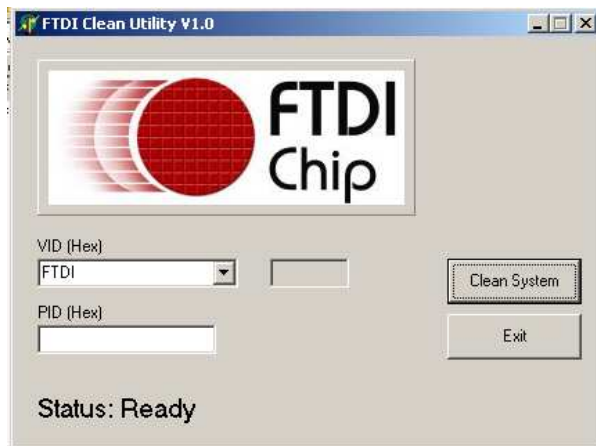 FTDI Clean Utility V1.0
FTDI
Chip
VID (Hex)
FTDI
Clean System
PID (Hex)
Exit
Status: Ready